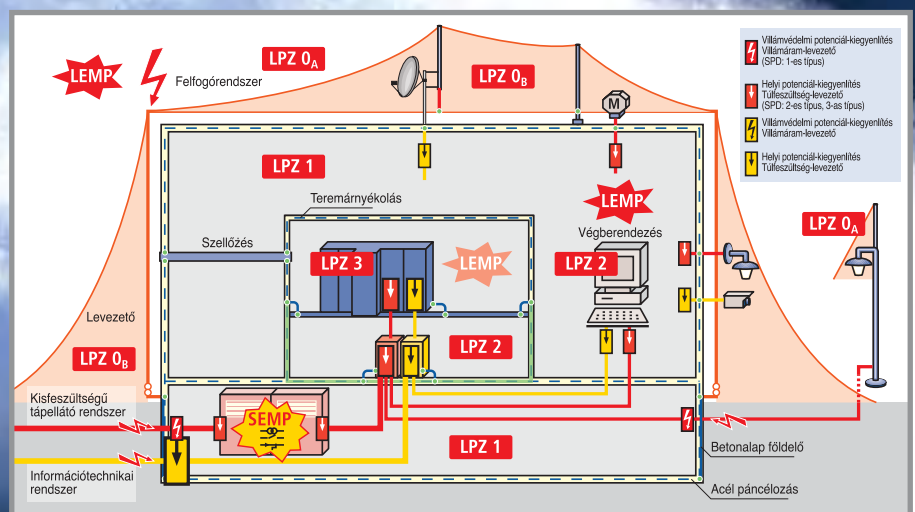 LEMP
Felfogórendszer
LPZ 0A
LPZ 0B
M
Villámvédelmi potenciál-kiegyenlítés
Villámáram-levezető
(SPD: 1-es típus)
Helyi potenciál-kiegyenlítés
Túlfeszültség-levezető
(SPD: 2-es típus, 3-as típus)
Villámvédelmi potenciál-kiegyenlítés
Villámáram-levezető
Helyi potenciál-kiegyenlítés
Túlfeszültség-levezető
LPZ 1
Teremárnyékolás
LEMP
Végberendezés
LPZ 0A
Szellőzés
LPZ 3
LEMP
LPZ 2
Levezető
LPZ 0B
LPZ 2
Kisfeszültségű
tápellátó rendszer
SEMP
LPZ 1
Betonalap földelő
Információtechnikai
rendszer
Acél páncélozás